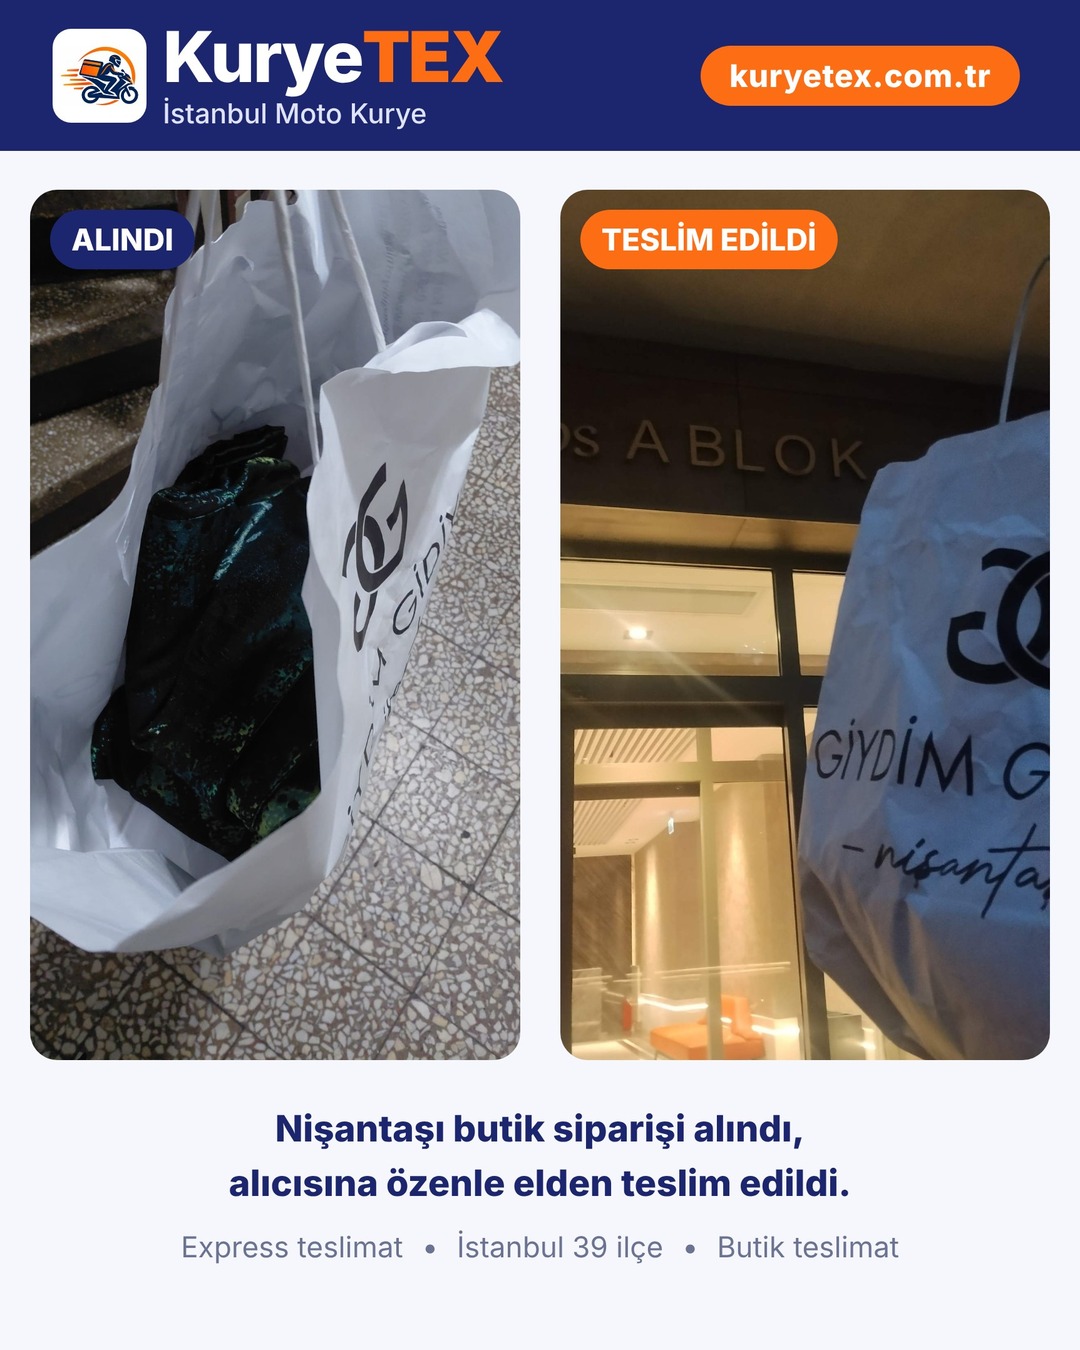 KuryeTEX
İstanbul Moto Kurye
kuryetex.com.tr
ALINDI
TESLİM EDİLDİ
A BLOK
GİYDİM G
-nişanta
Nişantaşı butik siparişi alındı,
alıcısına özenle elden teslim edildi.
Express teslimat • İstanbul 39 ilçe • Butik teslimat